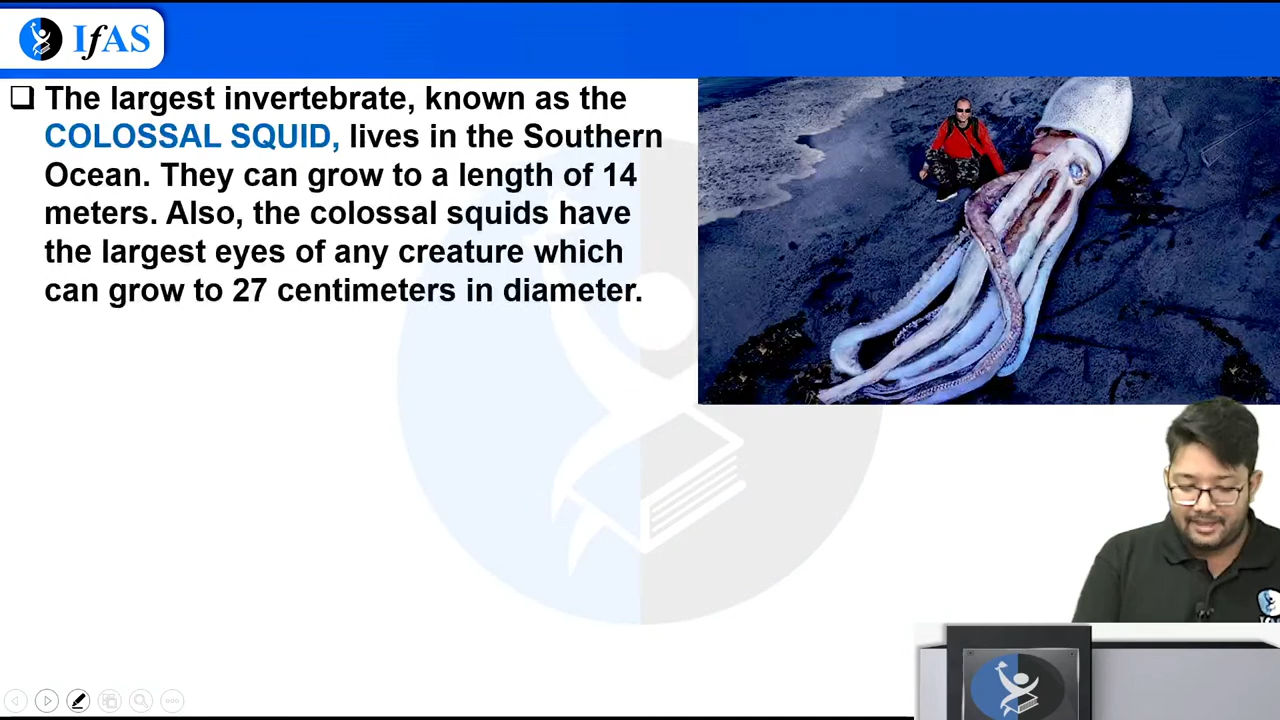 IfAS
❑ The largest invertebrate, known as the
COLOSSAL SQUID, lives in the Southern
Ocean. They can grow to a length of 14
meters. Also, the colossal squids have
the largest eyes of any creature which
can grow to 27 centimeters in diameter.